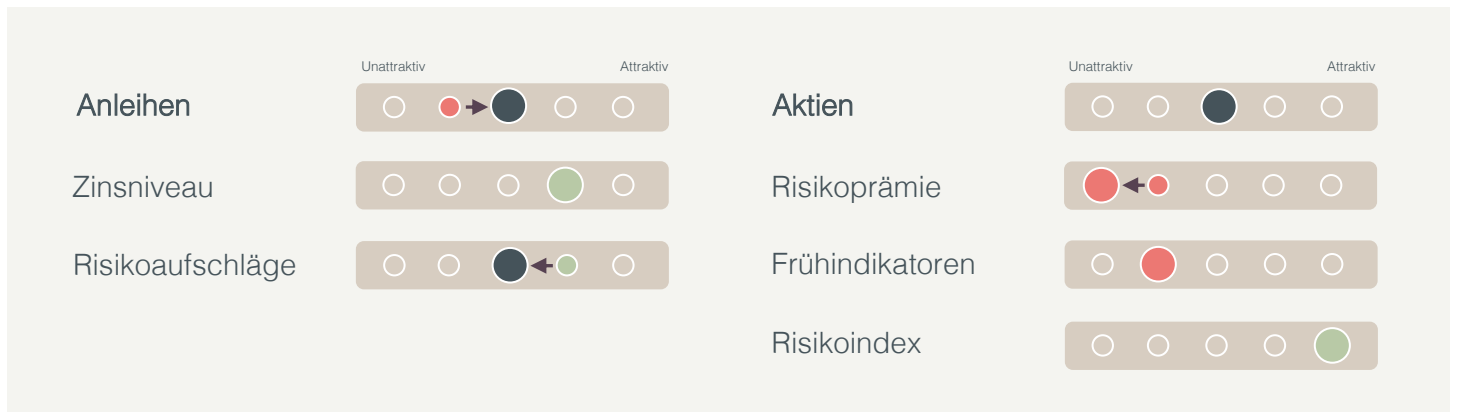 Unattraktiv Attraktiv
Anleihen
Zinsniveau
Risikoaufschläge
Unattraktiv Attraktiv
Aktien
Risikoprämie
Frühindikatoren
Risikoindex